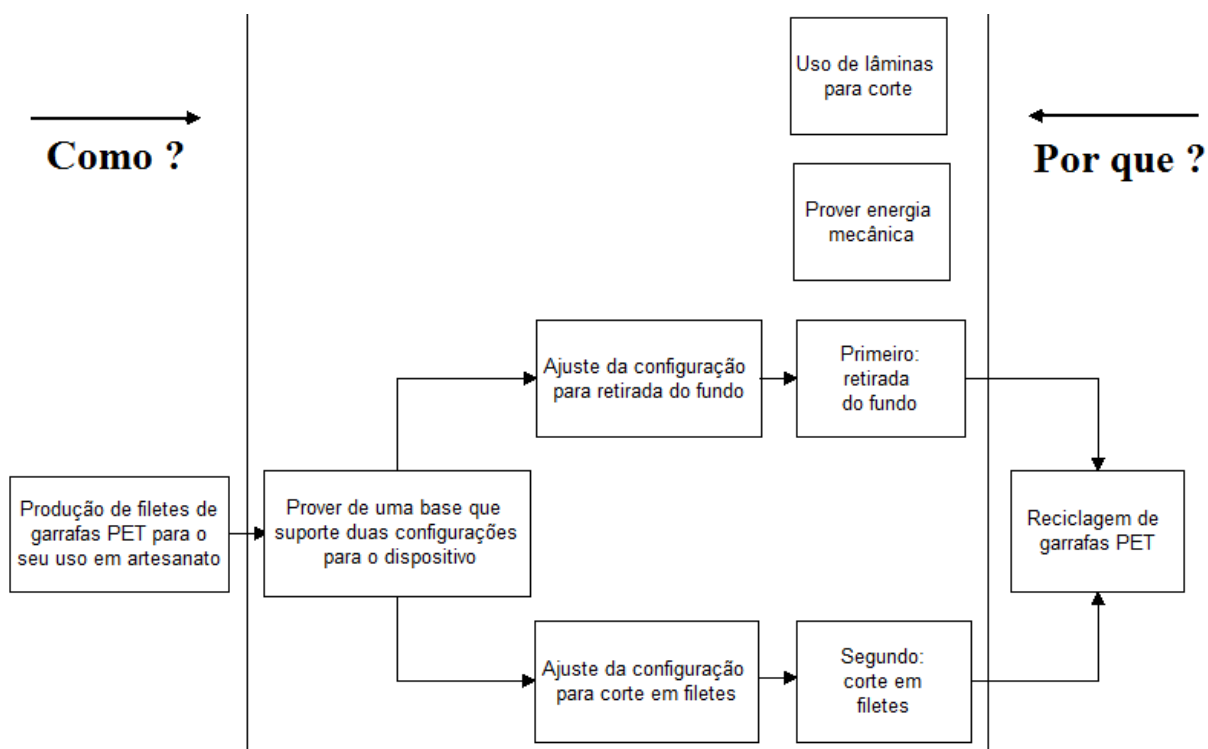 Como ?
Uso de lâminas
para corte
Por que ?
Prover energia
mecânica
Ajuste da configuração
para retirada do fundo
Primeiro:
retirada
do fundo
Produção de filetes de
garrafas PET para o
seu uso em artesanato
Prover de uma base que
suporte duas configurações
para o dispositivo
Reciclagem de
garrafas PET
Ajuste da configuração
para corte em filetes
Segundo:
corte em
filetes